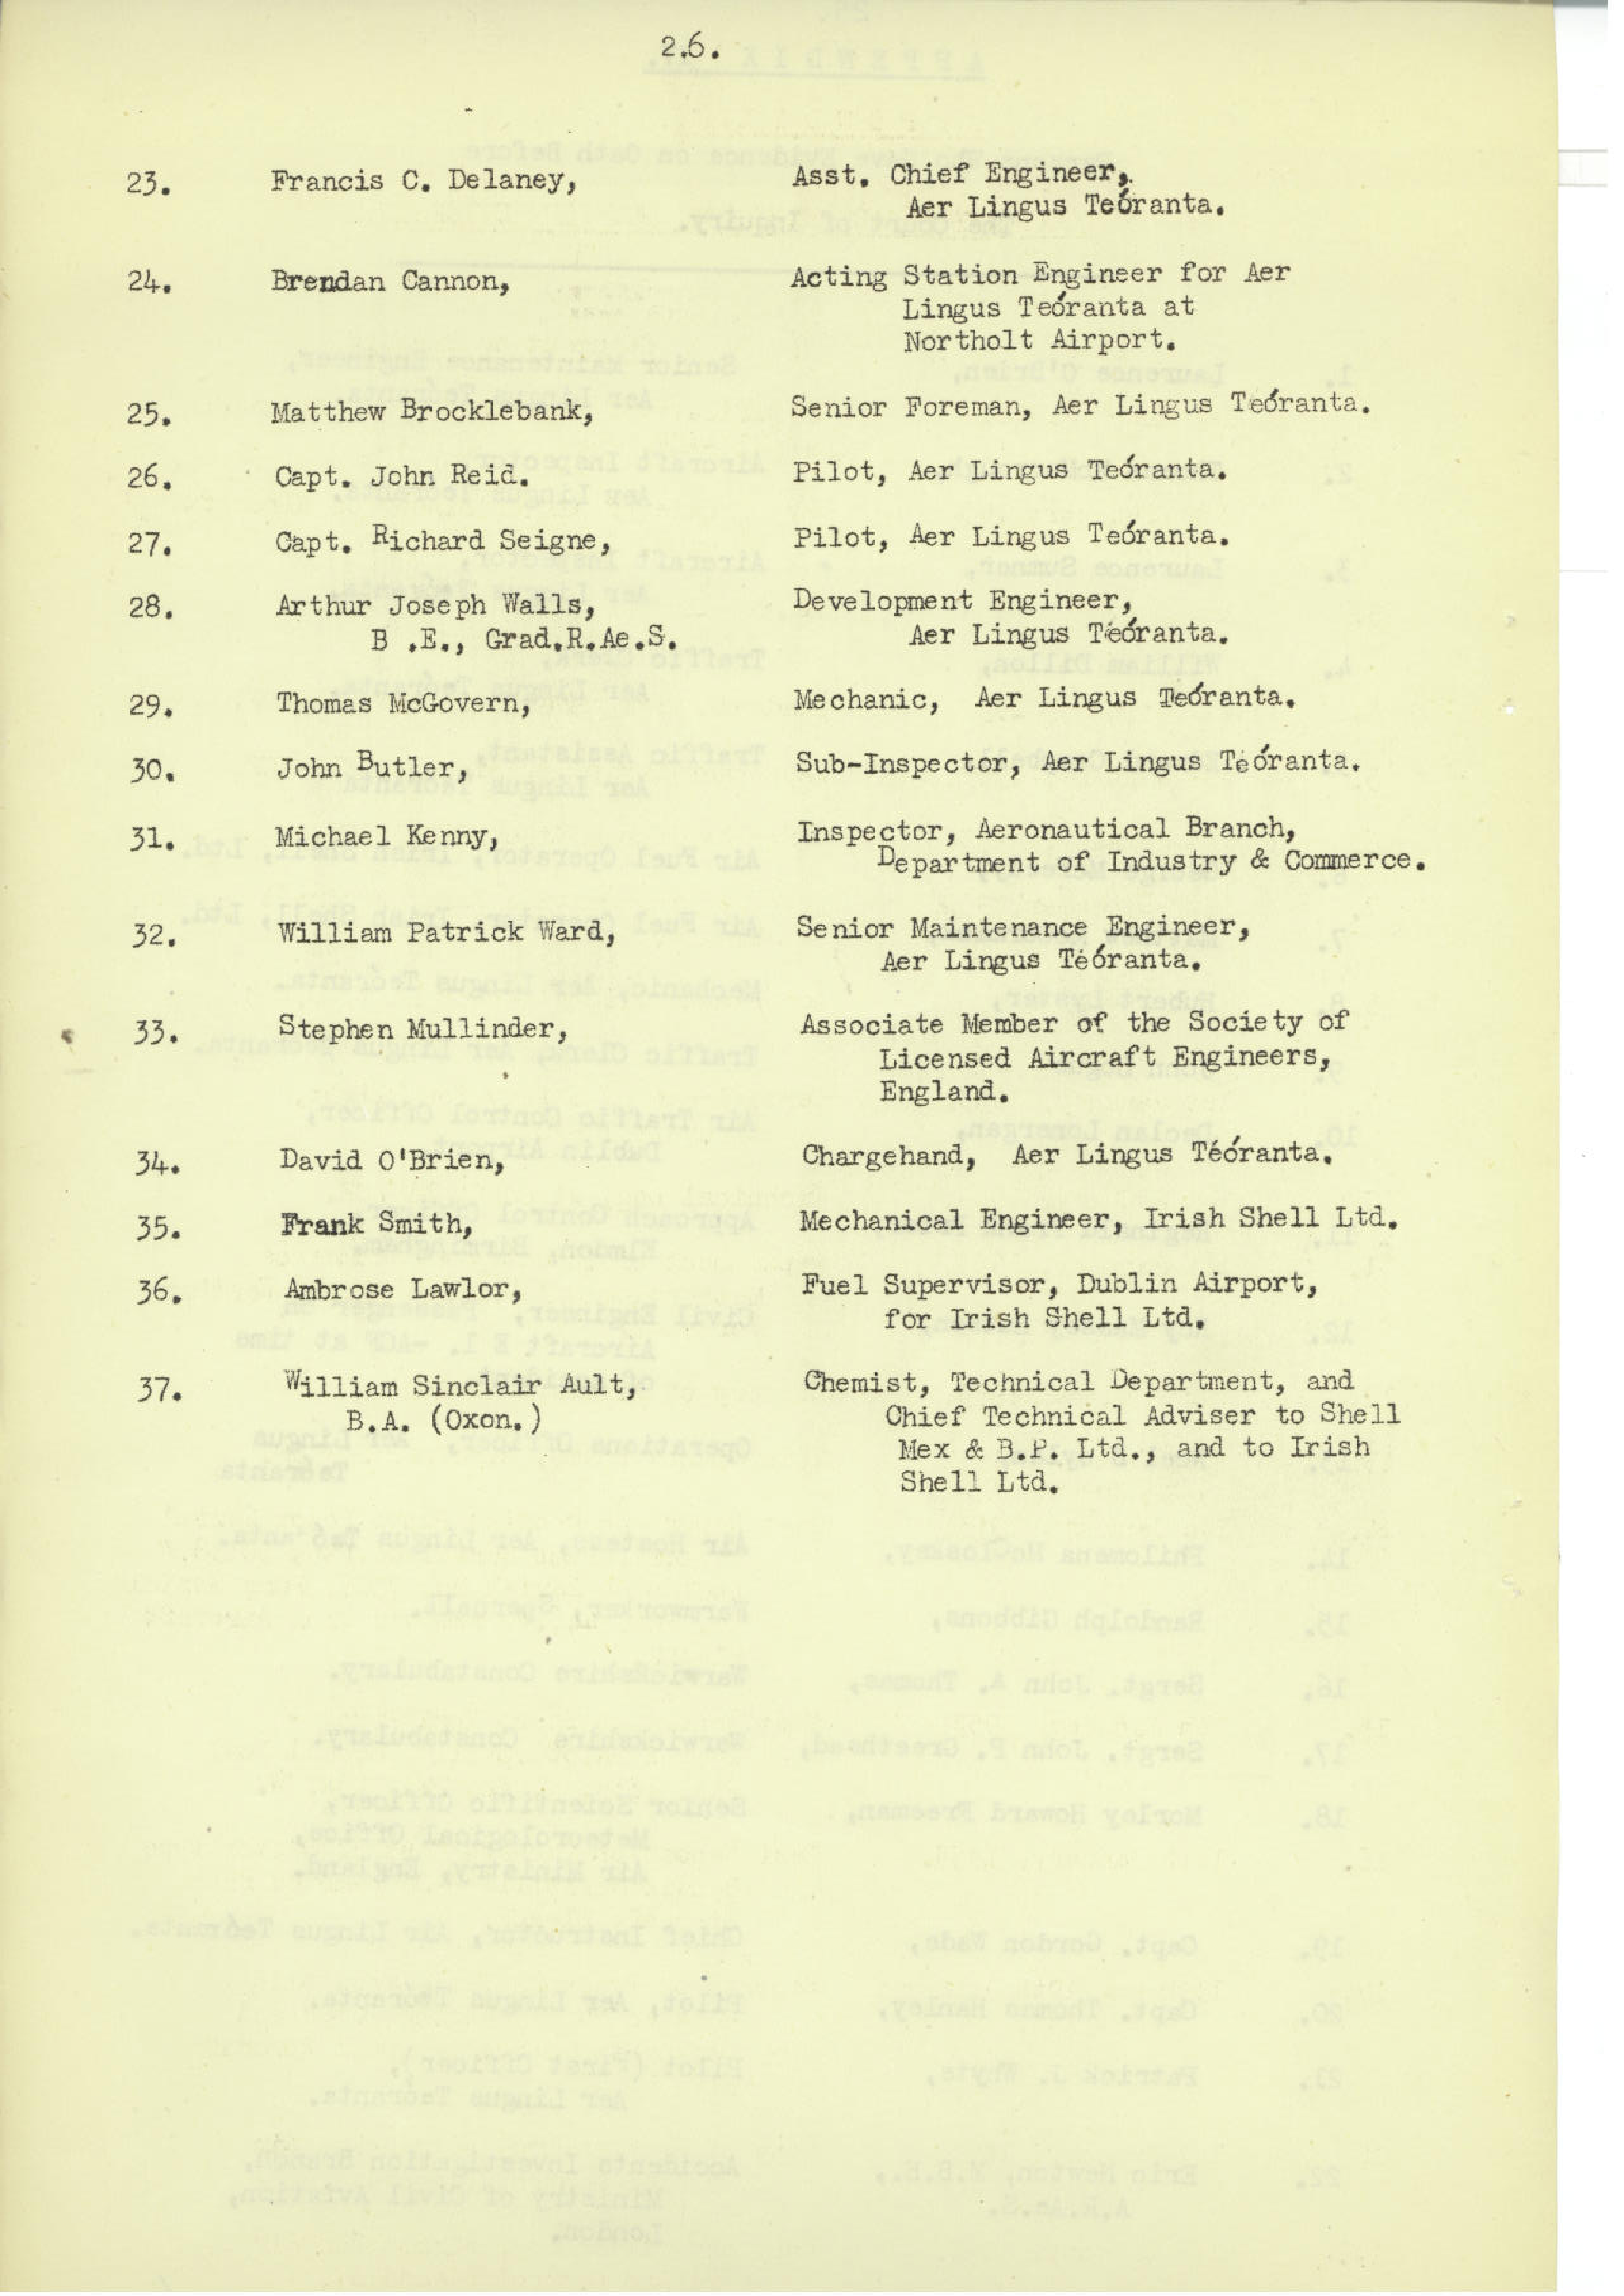 2.6.
23. Francis C. Delaney, Asst. Chief Engineer,
Aer Lingus Teóranta.
24. Brendan Cannon, Acting Station Engineer for Aer
Lingus Teóranta at
Northolt Airport.
25. Matthew Brocklebank, Senior Foreman, Aer Lingus Teóranta.
26. Capt. John Reid. Pilot, Aer Lingus Teóranta.
27. Capt. Richard Seigne, Pilot, Aer Lingus Teóranta.
28. Arthur Joseph Walls, Development Engineer,
B .E., Grad.R.Ae.S. Aer Lingus Teóranta.
29. Thomas McGovern, Mechanic, Aer Lingus Teóranta.
30. John Butler, Sub-Inspector, Aer Lingus Teóranta.
31. Michael Kenny, Inspector, Aeronautical Branch,
Department of Industry & Commerce.
32. William Patrick Ward, Senior Maintenance Engineer,
Aer Lingus Téóranta.
33. Stephen Mullinder, Associate Member of the Society of
Licensed Aircraft Engineers,
England.
34. David O'Brien, Chargehand, Aer Lingus Téóranta.
35. Frank Smith, Mechanical Engineer, Irish Shell Ltd.
36. Ambrose Lawlor, Fuel Supervisor, Dublin Airport,
for Irish Shell Ltd.
37. William Sinclair Ault, Chemist, Technical Department, and
B.A. (Oxon.) Chief Technical Adviser to Shell
Mex & B.P. Ltd., and to Irish
Shell Ltd.